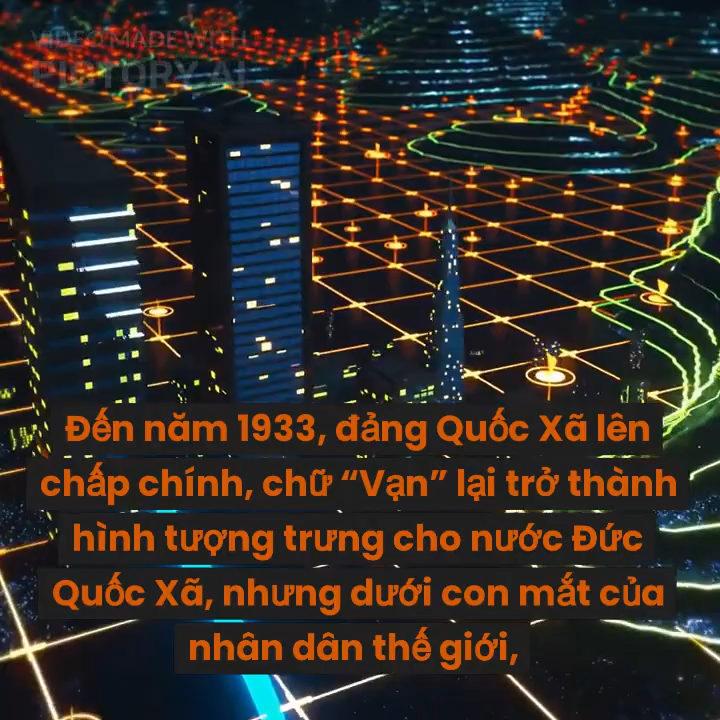 VIDEO MADE WITH
PICTORY.AI
Đến năm 1933, đảng Quốc Xã lên
chấp chính, chữ “Vạn” lại trở thành
hình tượng trưng cho nước Đức
Quốc Xã, nhưng dưới con mắt của
nhân dân thế giới,